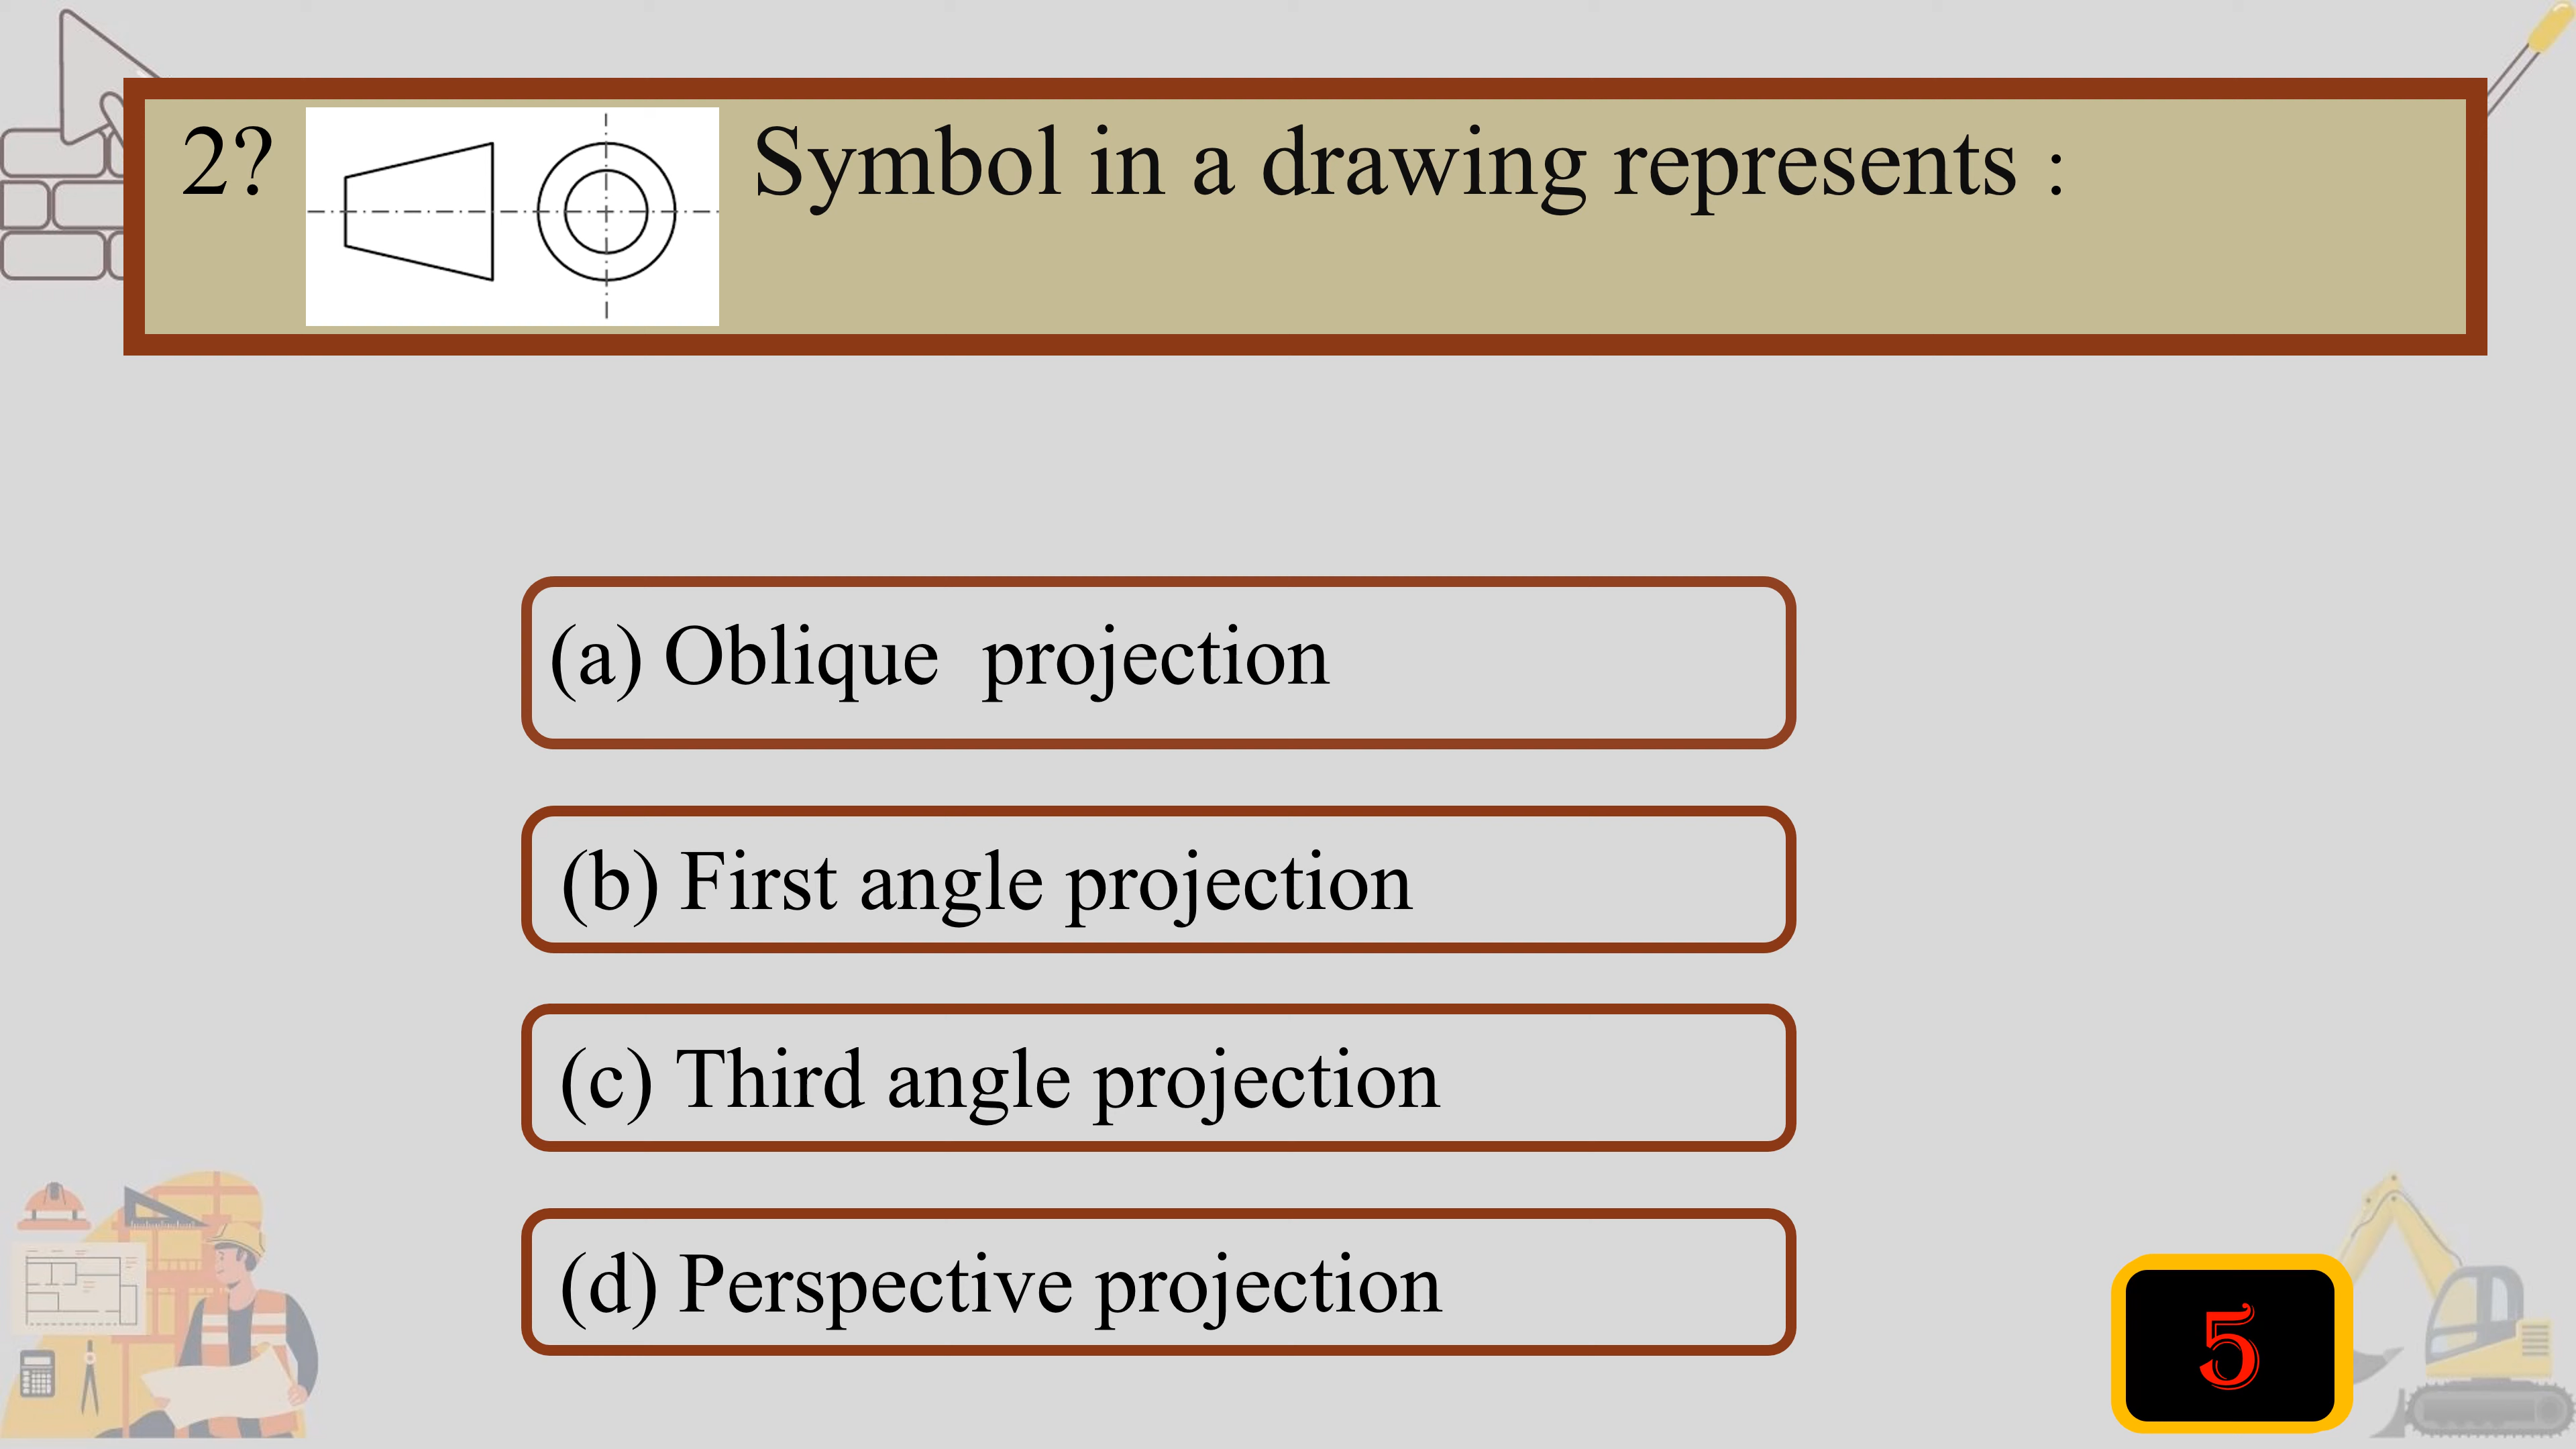 2? Symbol in a drawing represents :
(a) Oblique projection
(b) First angle projection
(c) Third angle projection
(d) Perspective projection
5